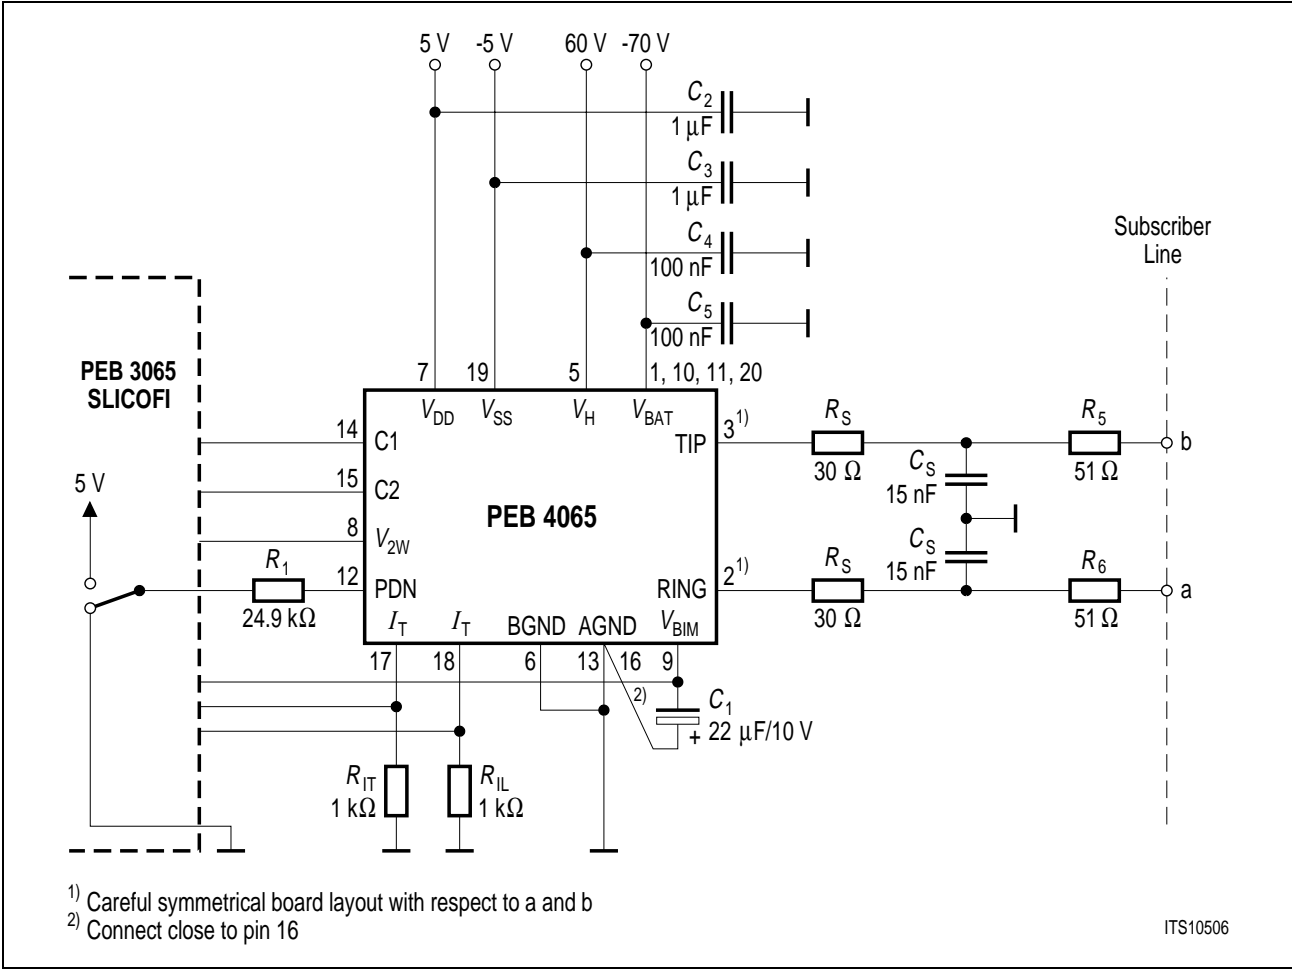 5 V -5 V 60 V -70 V
C2
1 µF
C3
1 µF
C4
100 nF
C5
100 nF
Subscriber
Line
PEB 3065
SLICOFI
7 19 5 1, 10, 11, 20
VDD VSS VH VBAT
14 C1
15 C2
8 V2W
12 PDN
PEB 4065
TIP 3 1)
RING 2 1)
IT IT BGND AGND VBIM
17 18 6 13 16 9
5 V
R1
24.9 kΩ
RS
30 Ω
CS
15 nF
R5
51 Ω
b
CS
15 nF
RS
30 Ω
R6
51 Ω
a
2)
C1
+ 22 µF/10 V
RIT
1 kΩ
RIL
1 kΩ
1) Careful symmetrical board layout with respect to a and b
2) Connect close to pin 16
ITS10506